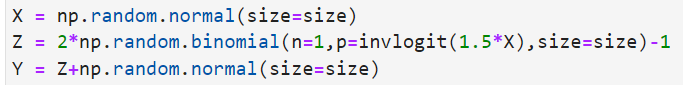 X = np.random.normal(size=size)
Z = 2*np.random.binomial(n=1,p=invlogit(1.5*X),size=size)-1
Y = Z+np.random.normal(size=size)